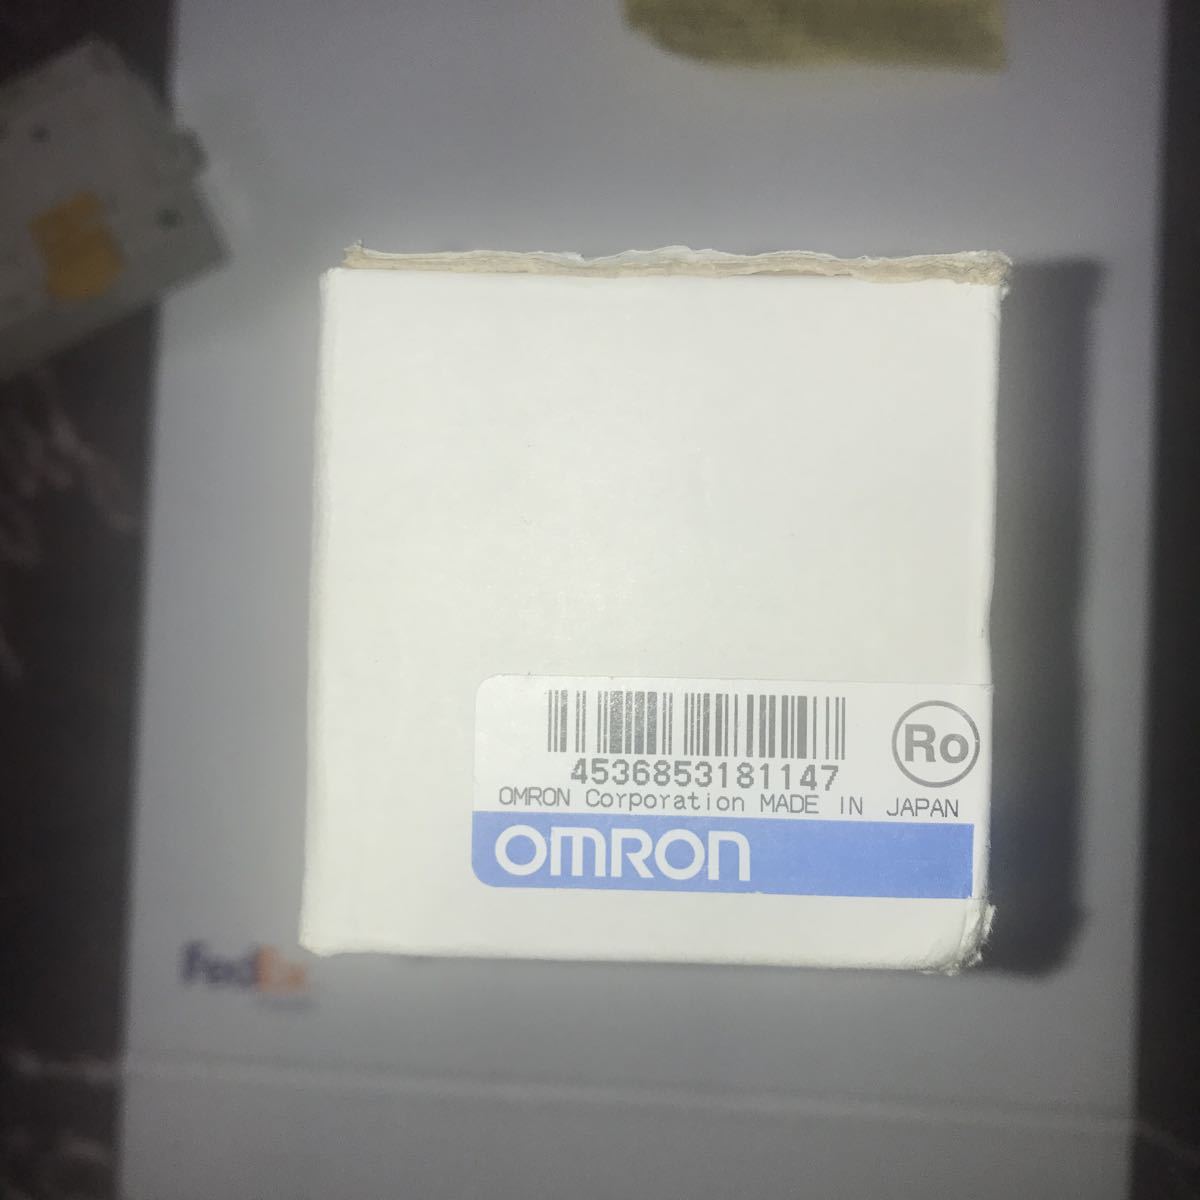 4536853181147
Ro
OMRON Corporation MADE IN JAPAN
OMRON
FedEx